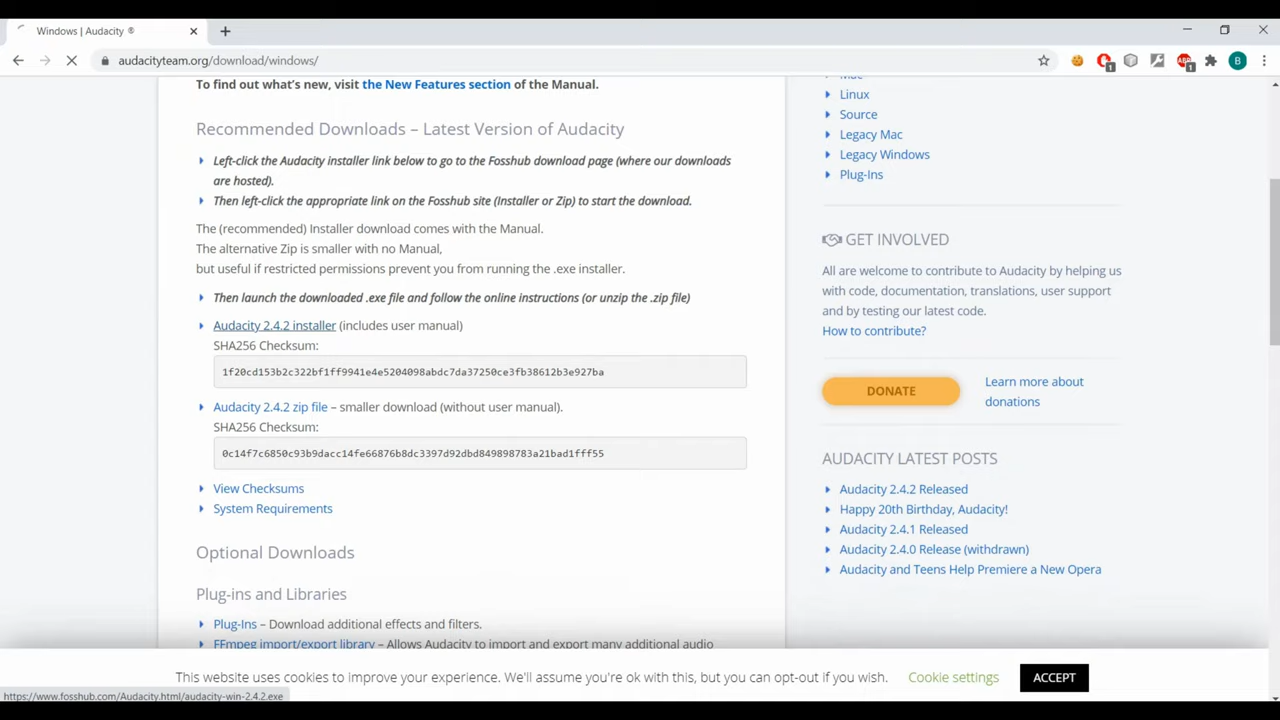 Windows | Audacity ®
audacityteam.org/download/windows/
1
1
B
To find out what's new, visit the New Features section of the Manual.
Recommended Downloads – Latest Version of Audacity
Left-click the Audacity installer link below to go to the Fosshub download page (where our downloads
are hosted).
Then left-click the appropriate link on the Fosshub site (Installer or Zip) to start the download.
The (recommended) Installer download comes with the Manual.
The alternative Zip is smaller with no Manual,
but useful if restricted permissions prevent you from running the .exe installer.
Then launch the downloaded .exe file and follow the online instructions (or unzip the .zip file)
Audacity 2.4.2 installer (includes user manual)
SHA256 Checksum:
1f20cd153b2c322bf1ff9941e4e5204098abdc7da37250ce3fb38612b3e927ba
Audacity 2.4.2 zip file – smaller download (without user manual).
SHA256 Checksum:
0c14f7c6850c93b9dacc14fe66876b8dc3397d92dbd849898783a21bad1fff55
View Checksums
System Requirements
Optional Downloads
Plug-ins and Libraries
Plug-Ins – Download additional effects and filters.
FFmpeg import/export library – Allows Audacity to import and export many additional audio
Mac
Linux
Source
Legacy Mac
Legacy Windows
Plug-Ins
GET INVOLVED
All are welcome to contribute to Audacity by helping us
with code, documentation, translations, user support
and by testing our latest code.
How to contribute?
DONATE
Learn more about
donations
AUDACITY LATEST POSTS
Audacity 2.4.2 Released
Happy 20th Birthday, Audacity!
Audacity 2.4.1 Released
Audacity 2.4.0 Release (withdrawn)
Audacity and Teens Help Premiere a New Opera
This website uses cookies to improve your experience. We'll assume you're ok with this, but you can opt-out if you wish.
Cookie settings
ACCEPT
https://www.fosshub.com/Audacity.html/audacity-win-2.4.2.exe